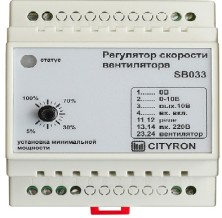 статус
Регулятор скорости
вентилятора
SB033
100%
70%
5%
30%
установка минимальной
мощности
1 0В
2 0-10В
3 вых.10В
4 вх. вкл.
11,12 реле
13,14 вх. 220В
23,24 вентилятор
CITYRON